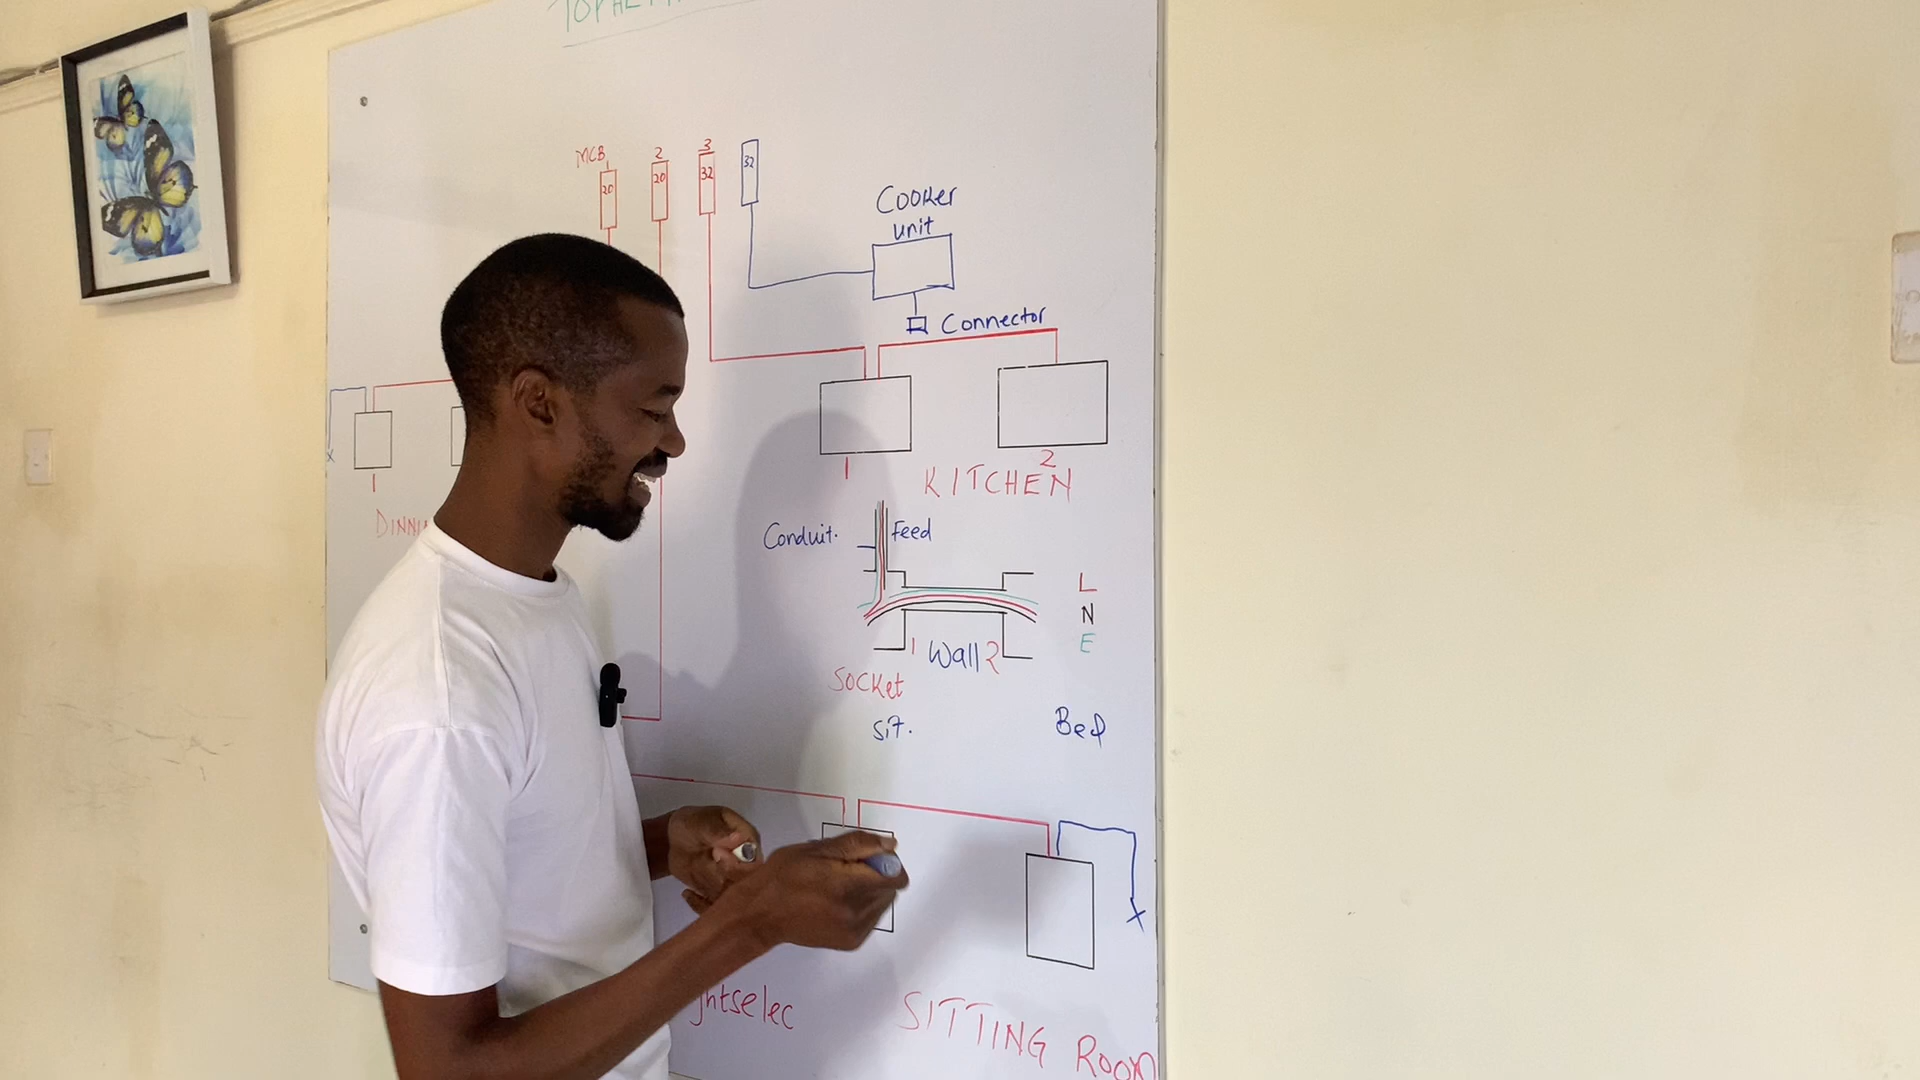 MCB
2
3
20
20
32
32
Cooker
unit
Connector
1
2
KITCHEN
1
Conduit.
Feed
L
N
E
1 Wall 2
Socket
Sit.
Bed
SITTING ROOM